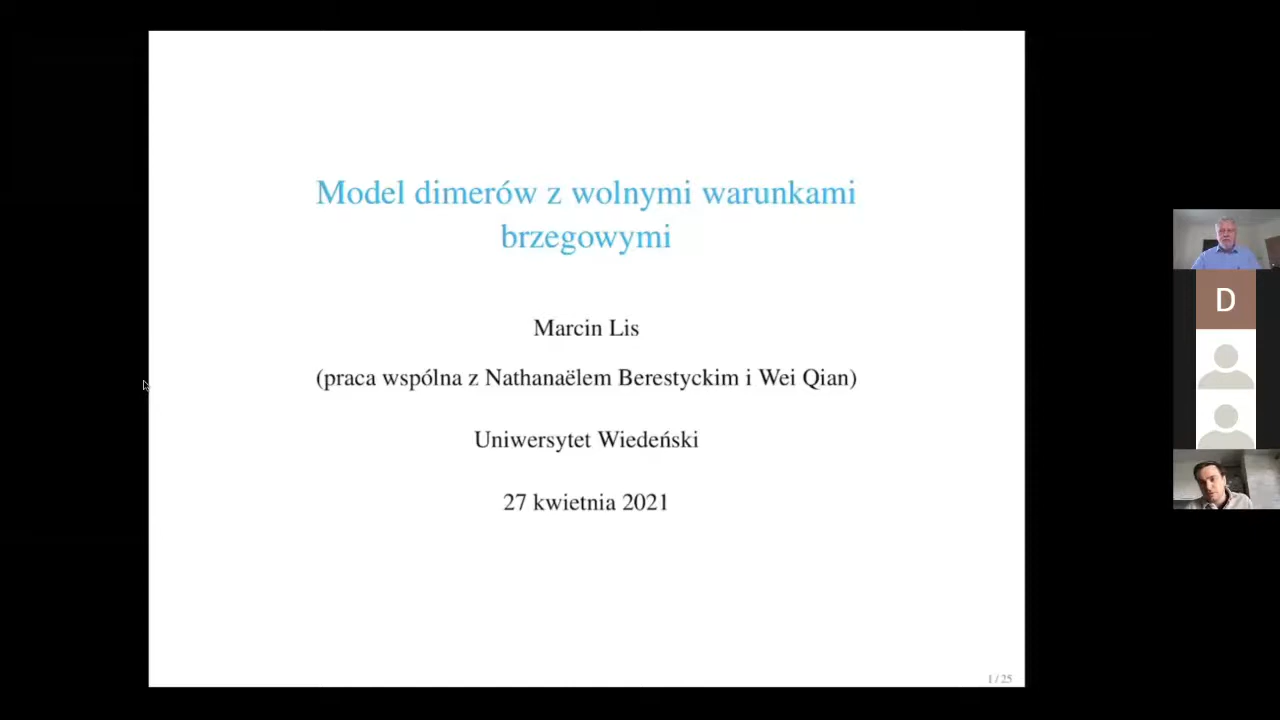 Model dimerów z wolnymi warunkami
brzegowymi
Marcin Lis
(praca wspólna z Nathanaëlem Berestyckim i Wei Qian)
Uniwersytet Wiedeński
27 kwietnia 2021
1 / 25
D